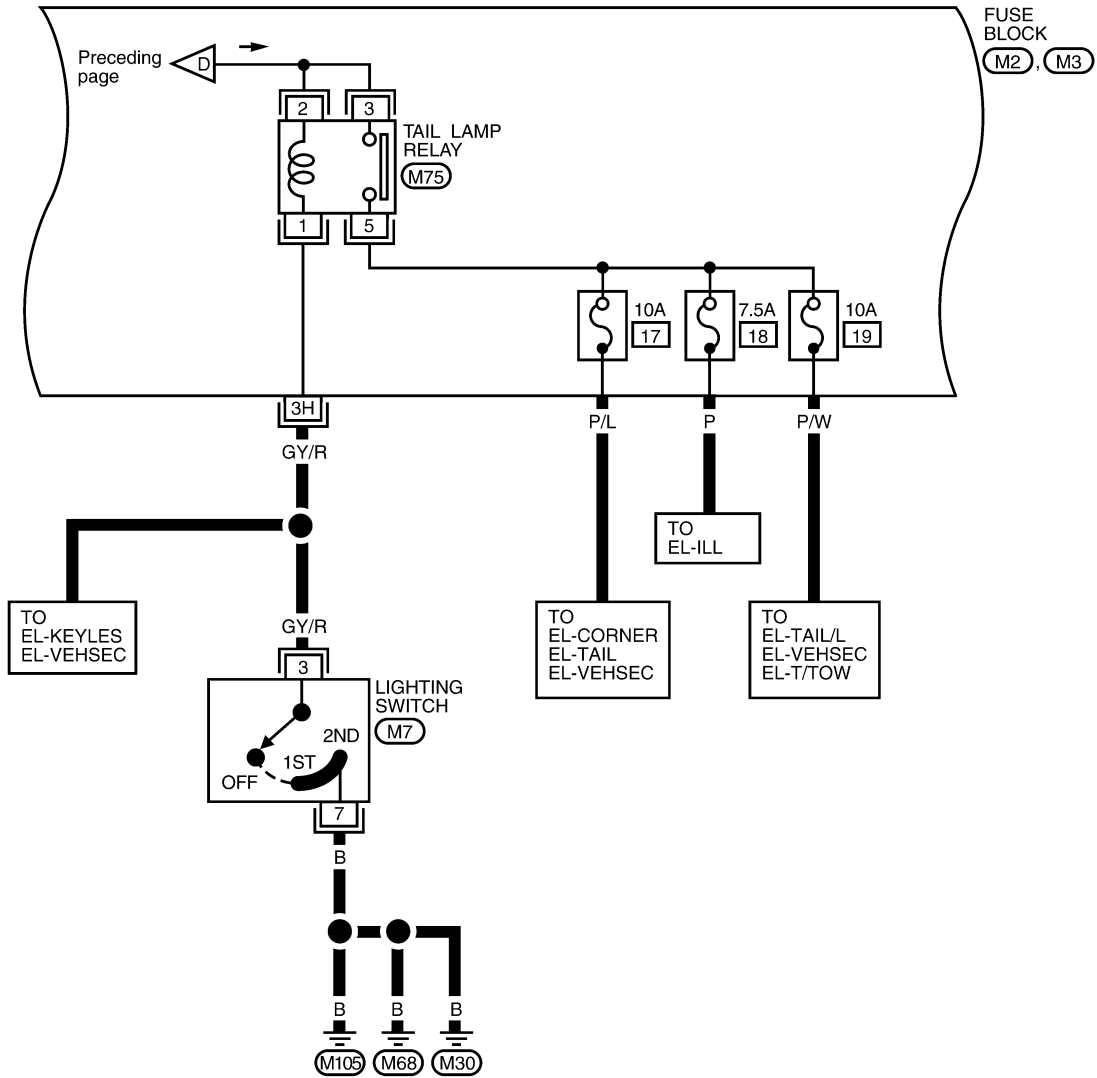 FUSE
BLOCK
M2 , M3
Preceding
page
D
2
3
TAIL LAMP
RELAY
M75
1
5
10A
17
7.5A
18
10A
19
3H
GY/R
P/L
P
P/W
TO
EL-ILL
TO
EL-KEYLES
EL-VEHSEC
TO
EL-CORNER
EL-TAIL
EL-VEHSEC
TO
EL-TAIL/L
EL-VEHSEC
EL-T/TOW
GY/R
3
LIGHTING
SWITCH
M7
2ND
1ST
OFF
7
B
B
B
B
M105
M68
M30